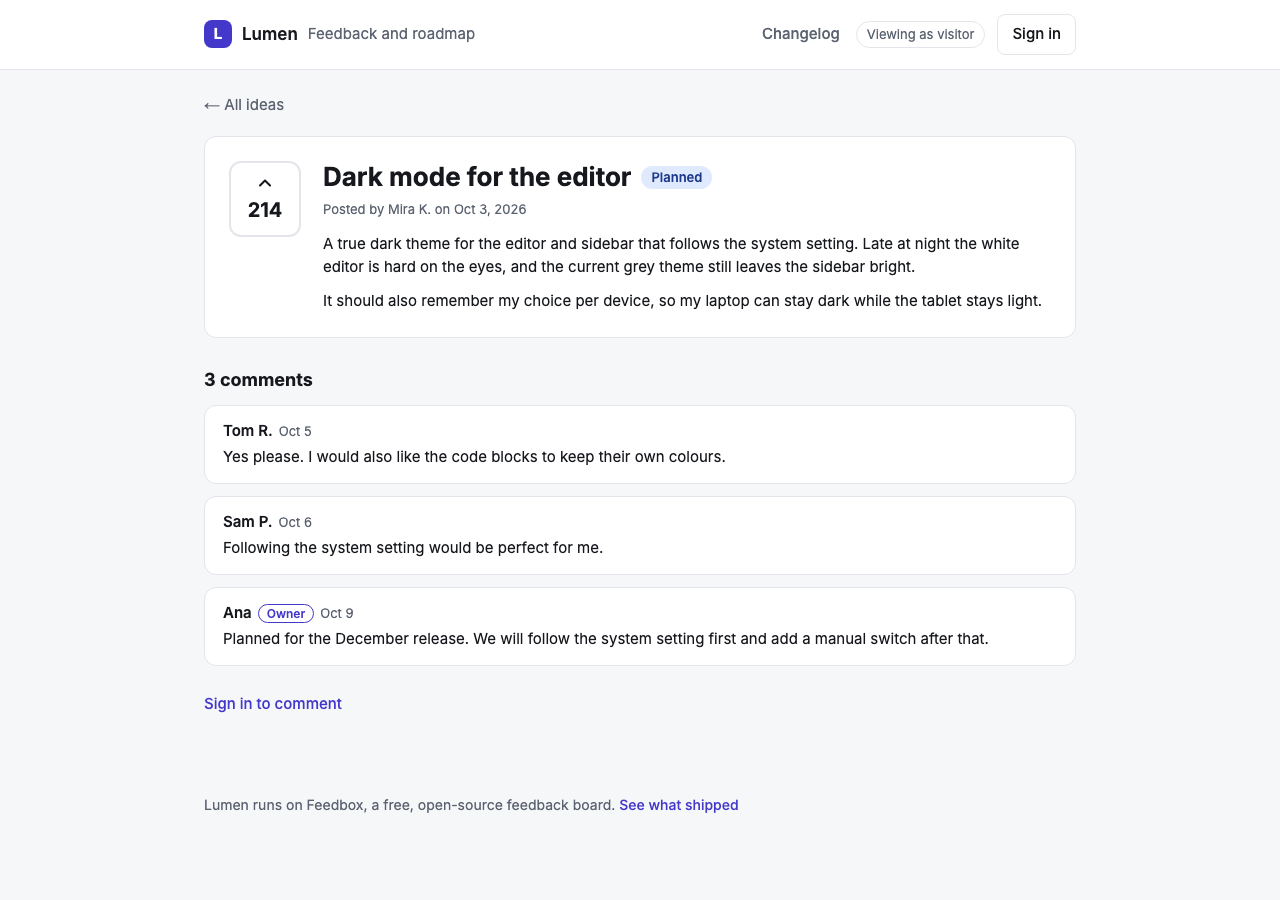 L Lumen Feedback and roadmap Changelog Viewing as visitor Sign in
← All ideas
214
Dark mode for the editor Planned
Posted by Mira K. on Oct 3, 2026
A true dark theme for the editor and sidebar that follows the system setting. Late at night the white
editor is hard on the eyes, and the current grey theme still leaves the sidebar bright.
It should also remember my choice per device, so my laptop can stay dark while the tablet stays light.
3 comments
Tom R. Oct 5
Yes please. I would also like the code blocks to keep their own colours.
Sam P. Oct 6
Following the system setting would be perfect for me.
Ana Owner Oct 9
Planned for the December release. We will follow the system setting first and add a manual switch after that.
Sign in to comment
Lumen runs on Feedbox, a free, open-source feedback board. See what shipped